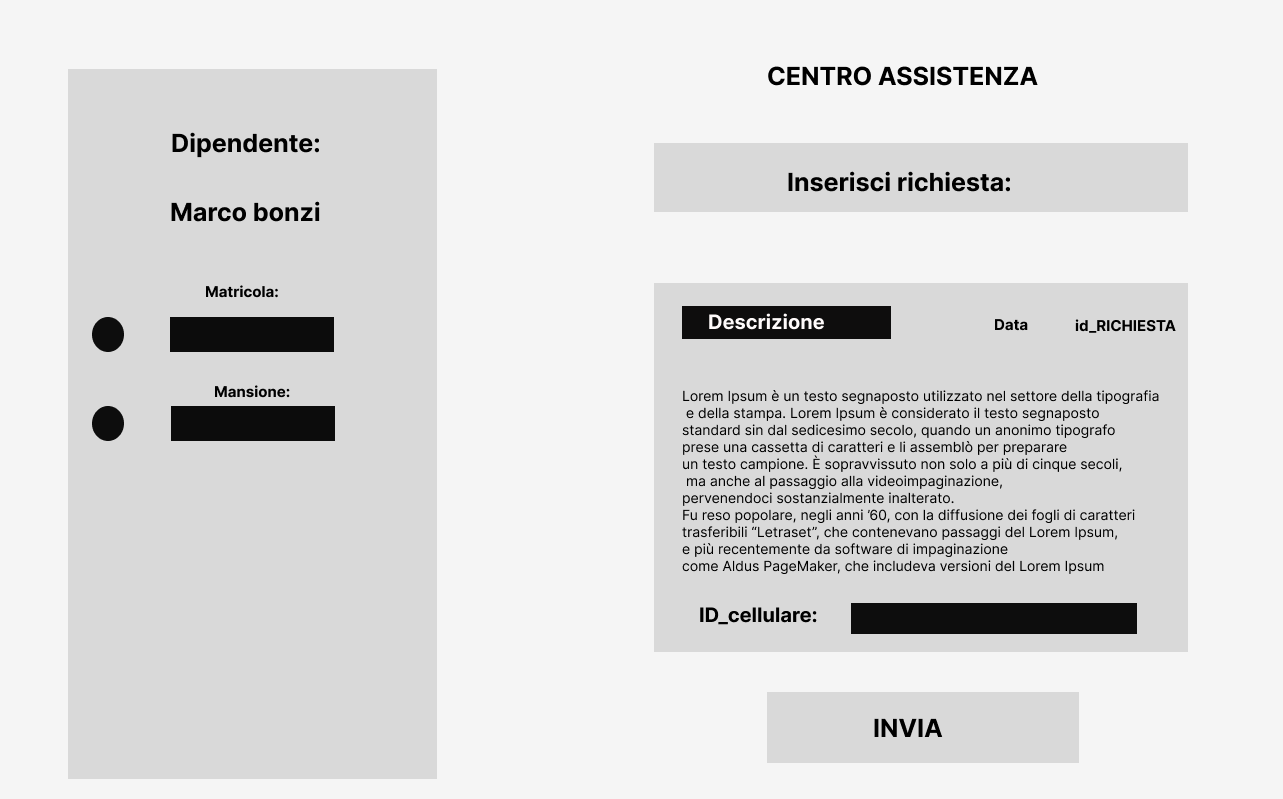 Dipendente:
Marco bonzi
Matricola:
Mansione:
CENTRO ASSISTENZA
Inserisci richiesta:
Descrizione
Data
id_RICHIESTA
Lorem Ipsum è un testo segnaposto utilizzato nel settore della tipografia
e della stampa. Lorem Ipsum è considerato il testo segnaposto
standard sin dal sedicesimo secolo, quando un anonimo tipografo
prese una cassetta di caratteri e li assemblò per preparare
un testo campione. È sopravvissuto non solo a più di cinque secoli,
ma anche al passaggio alla videoimpaginazione,
pervenendoci sostanzialmente inalterato.
Fu reso popolare, negli anni ’60, con la diffusione dei fogli di caratteri
trasferibili “Letraset”, che contenevano passaggi del Lorem Ipsum,
e più recentemente da software di impaginazione
come Aldus PageMaker, che includeva versioni del Lorem Ipsum
ID_cellulare:
INVIA